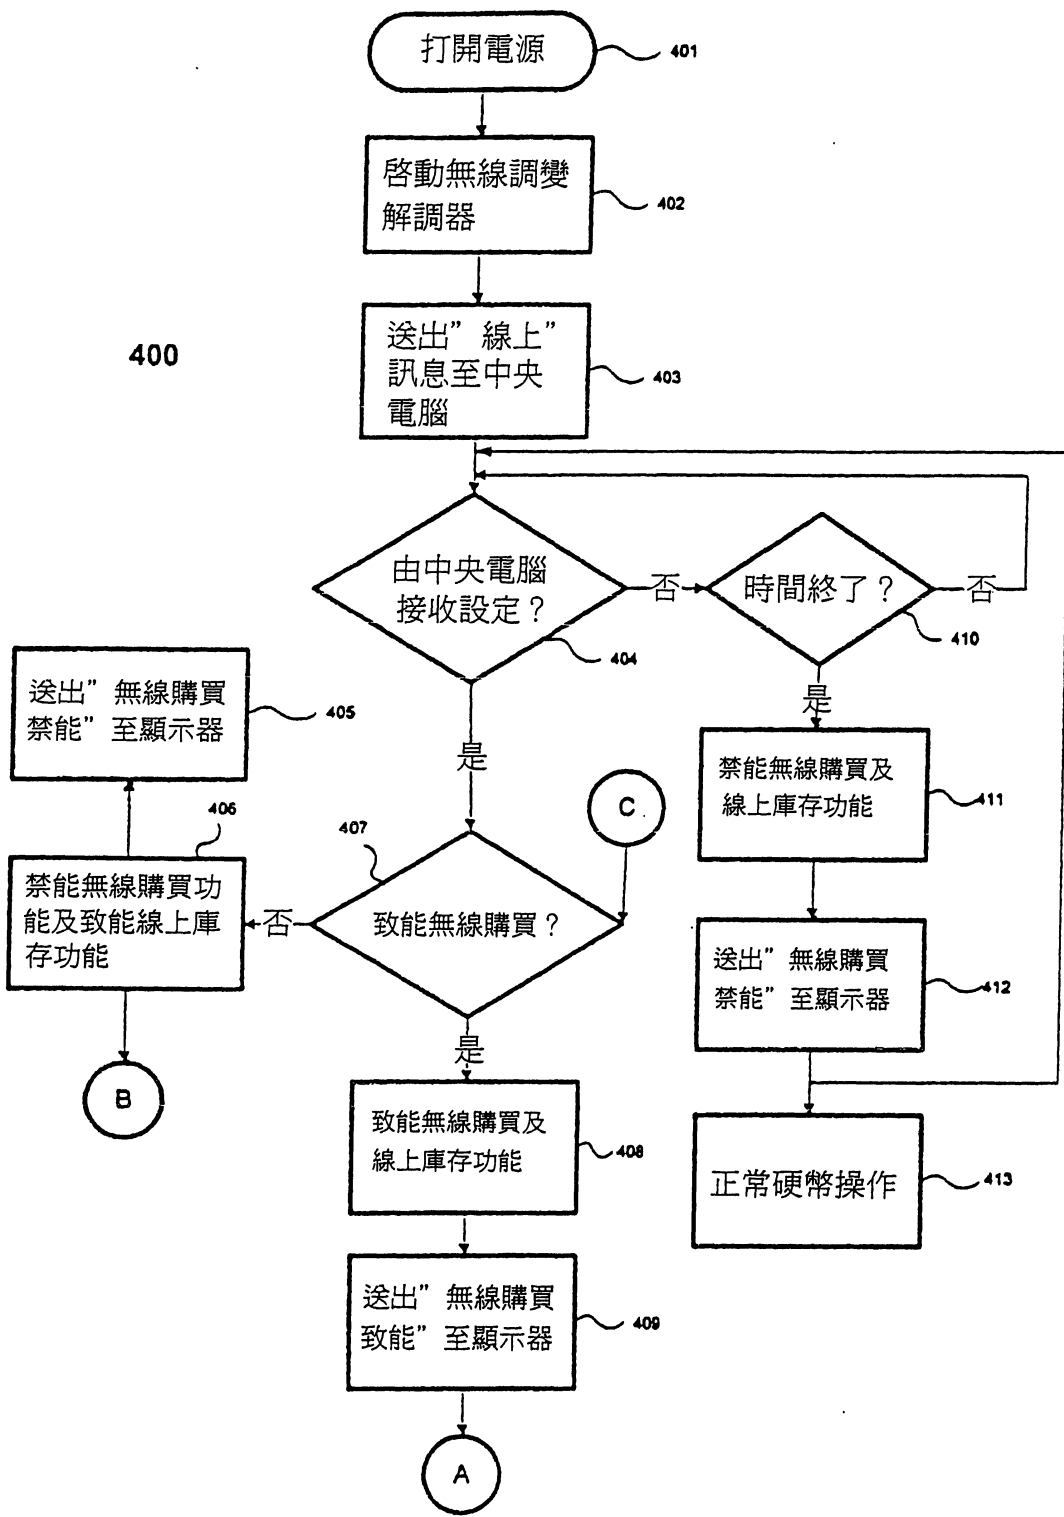 打開電源
401
啓動無線調變
解調器
402
400
送出”線上”
訊息至中央
電腦
403
由中央電腦
接收設定？
404
否
時間終了？
410
否
送出”無線購買
禁能”至顯示器
405
是
是
禁能無線購買及
線上庫存功能
411
C
406
407
禁能無線購買功
能及致能線上庫
存功能
否
致能無線購買？
送出”無線購買
禁能”至顯示器
412
是
B
致能無線購買及
線上庫存功能
408
正常硬幣操作
413
送出”無線購買
致能”至顯示器
409
A